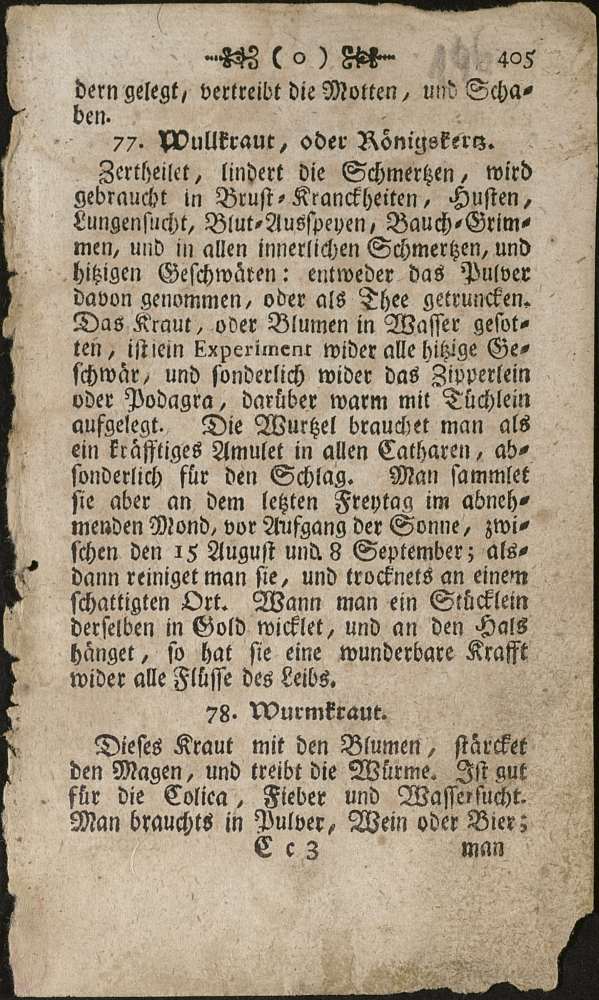 ( o ) 405
dern gelegt, vertreibt die Motten, und Scha-
ben.
77. Wullkraut, oder Königskertz.
Zertheilet, lindert die Schmertzen, wird
gebraucht in Brust-Kranckheiten, Husten,
Lungensucht, Blut-Ausspeyen, Bauch-Grim-
men, und in allen innerlichen Schmertzen, und
hitzigen Geschwären: entweder das Pulver
davon genommen, oder als Thee getruncken.
Das Kraut, oder Blumen in Wasser gesot-
ten, ist ein Experiment wider alle hitzige Ge-
schwär, und sonderlich wider das Zipperlein
oder Podagra, darüber warm mit Tüchlein
aufgelegt. Die Wurtzel brauchet man als
ein kräfftiges Amulet in allen Catharen, ab-
sonderlich für den Schlag. Man sammlet
sie aber an dem letzten Freytag im abneh-
menden Mond, vor Aufgang der Sonne, zwi-
schen den 15 August und 8 September; als-
dann reiniget man sie, und trocknets an einem
schattigten Ort. Wann man ein Stücklein
derselben in Gold wicklet, und an den Hals
hänget, so hat sie eine wunderbare Krafft
wider alle Flüsse des Leibs.
78. Wurmkraut.
Dieses Kraut mit den Blumen, stärcket
den Magen, und treibt die Würme. Ist gut
für die Colica, Fieber und Wassersucht.
Man brauchts in Pulver, Wein oder Bier;
C c 3 man